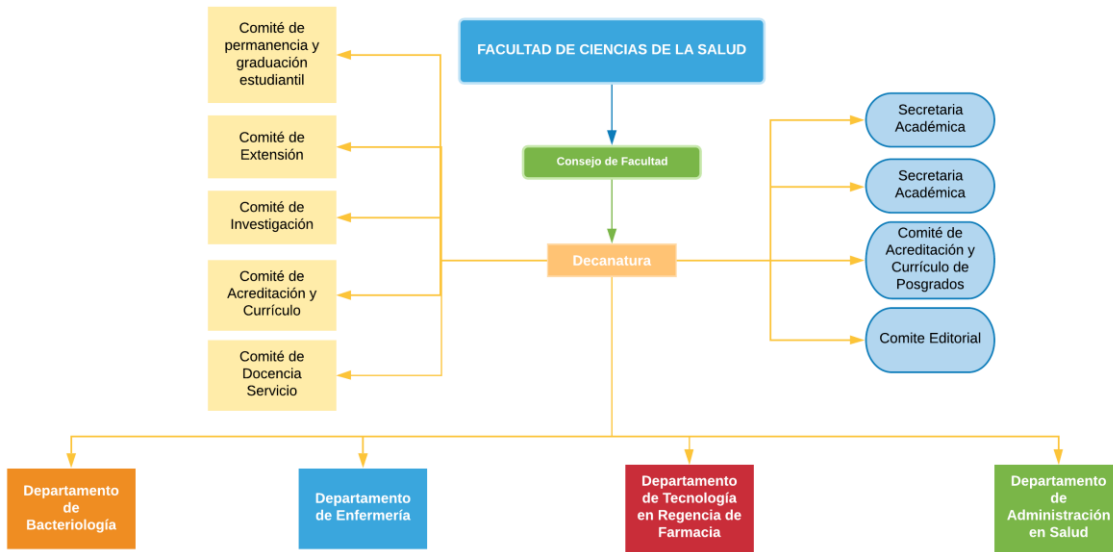 FACULTAD DE CIENCIAS DE LA SALUD
Consejo de Facultad
Decanatura
Comité de
permanencia y
graduación
estudiantil
Comité de
Extensión
Comité de
Investigación
Comité de
Acreditación y
Currículo
Comité de
Docencia
Servicio
Secretaria
Académica
Secretaria
Académica
Comité de
Acreditación y
Currículo de
Posgrados
Comite Editorial
Departamento
de
Bacteriología
Departamento
de Enfermería
Departamento
de Tecnología
en Regencia de
Farmacia
Departamento
de
Administración
en Salud